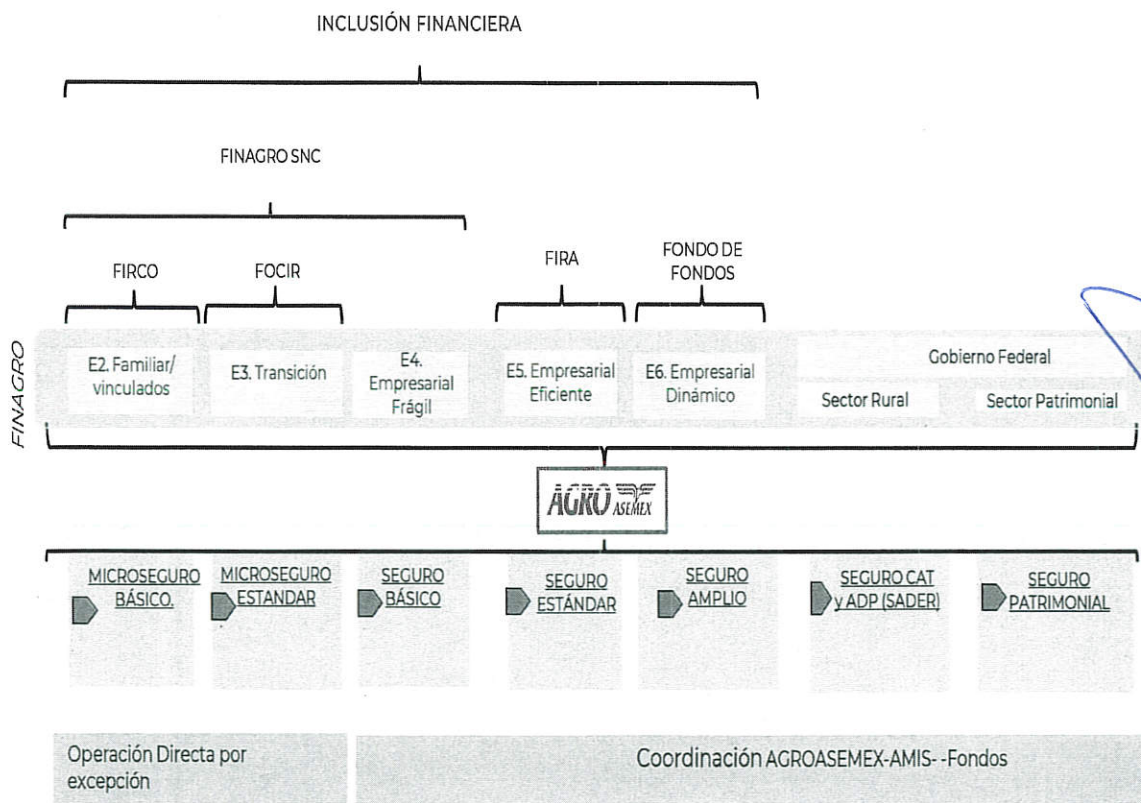 INCLUSIÓN FINANCIERA
FINAGRO SNC
FIRCO
FOCIR
FIRA
FONDO DE
FONDOS
FINAGRO
E2. Familiar/
vinculados
E3. Transición
E4.
Empresarial
Frágil
E5. Empresarial
Eficiente
E6. Empresarial
Dinámico
Gobierno Federal
Sector Rural
Sector Patrimonial
AGRO ASEMEX
MICROSEGURO
BÁSICO.
MICROSEGURO
ESTANDAR
SEGURO
BÁSICO
SEGURO
ESTÁNDAR
SEGURO
AMPLIO
SEGURO CAT
y ADP (SADER)
SEGURO
PATRIMONIAL
Operación Directa por
excepción
Coordinación AGROASEMEX-AMIS- -Fondos